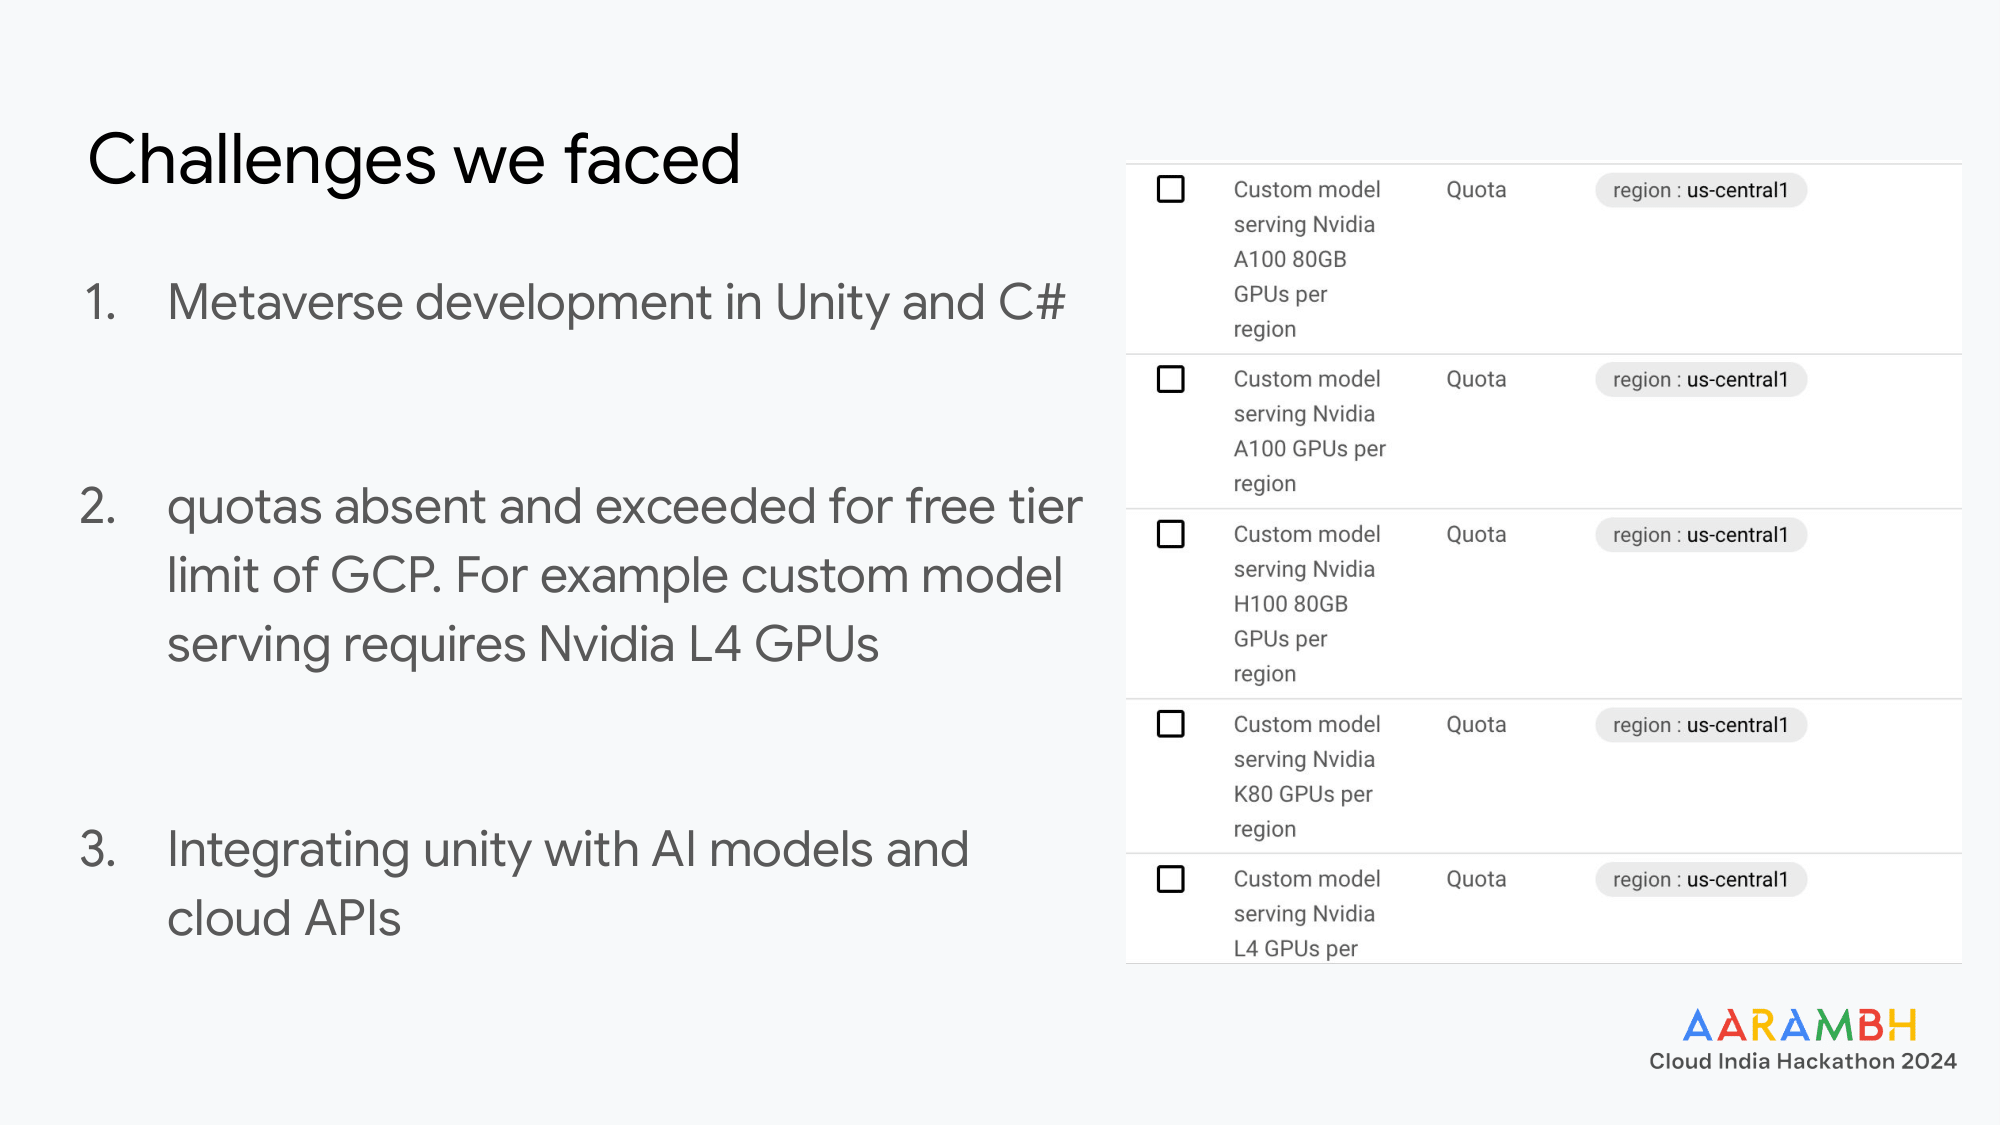 Challenges we faced
1. Metaverse development in Unity and C#
2. quotas absent and exceeded for free tier
limit of GCP. For example custom model
serving requires Nvidia L4 GPUs
3. Integrating unity with AI models and
cloud APIs
Custom model Quota region : us-central1
serving Nvidia
A100 80GB
GPUs per
region
Custom model Quota region : us-central1
serving Nvidia
A100 GPUs per
region
Custom model Quota region : us-central1
serving Nvidia
H100 80GB
GPUs per
region
Custom model Quota region : us-central1
serving Nvidia
K80 GPUs per
region
Custom model Quota region : us-central1
serving Nvidia
L4 GPUs per
AARAMBH
Cloud India Hackathon 2024